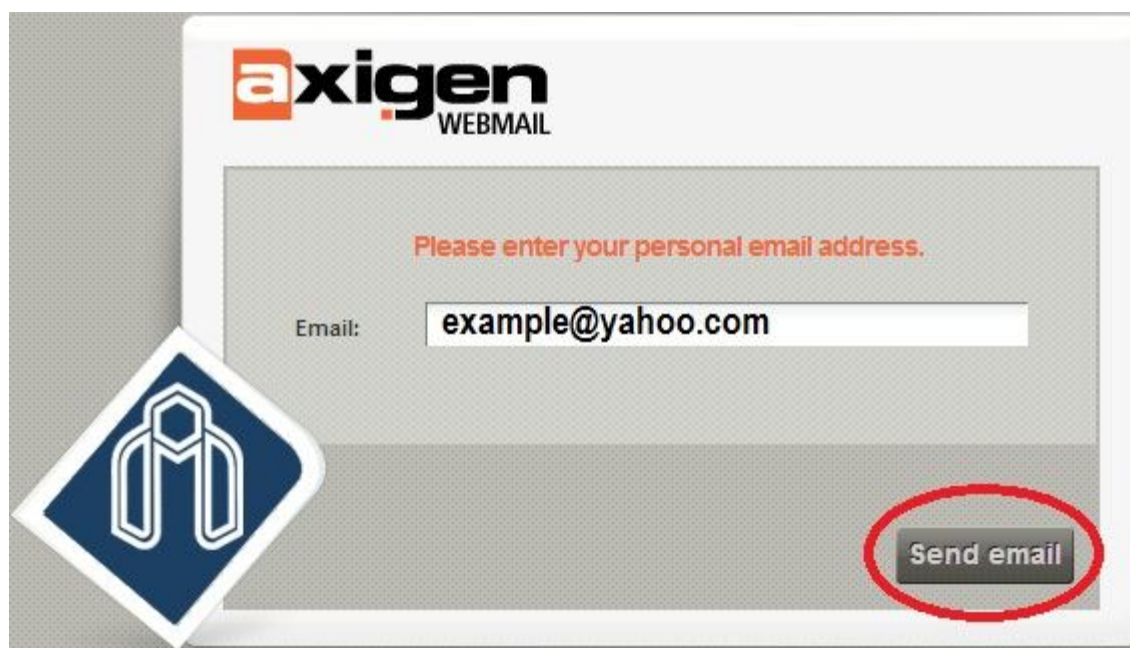 axigen
WEBMAIL
Please enter your personal email address.
Email: example@yahoo.com
Send email